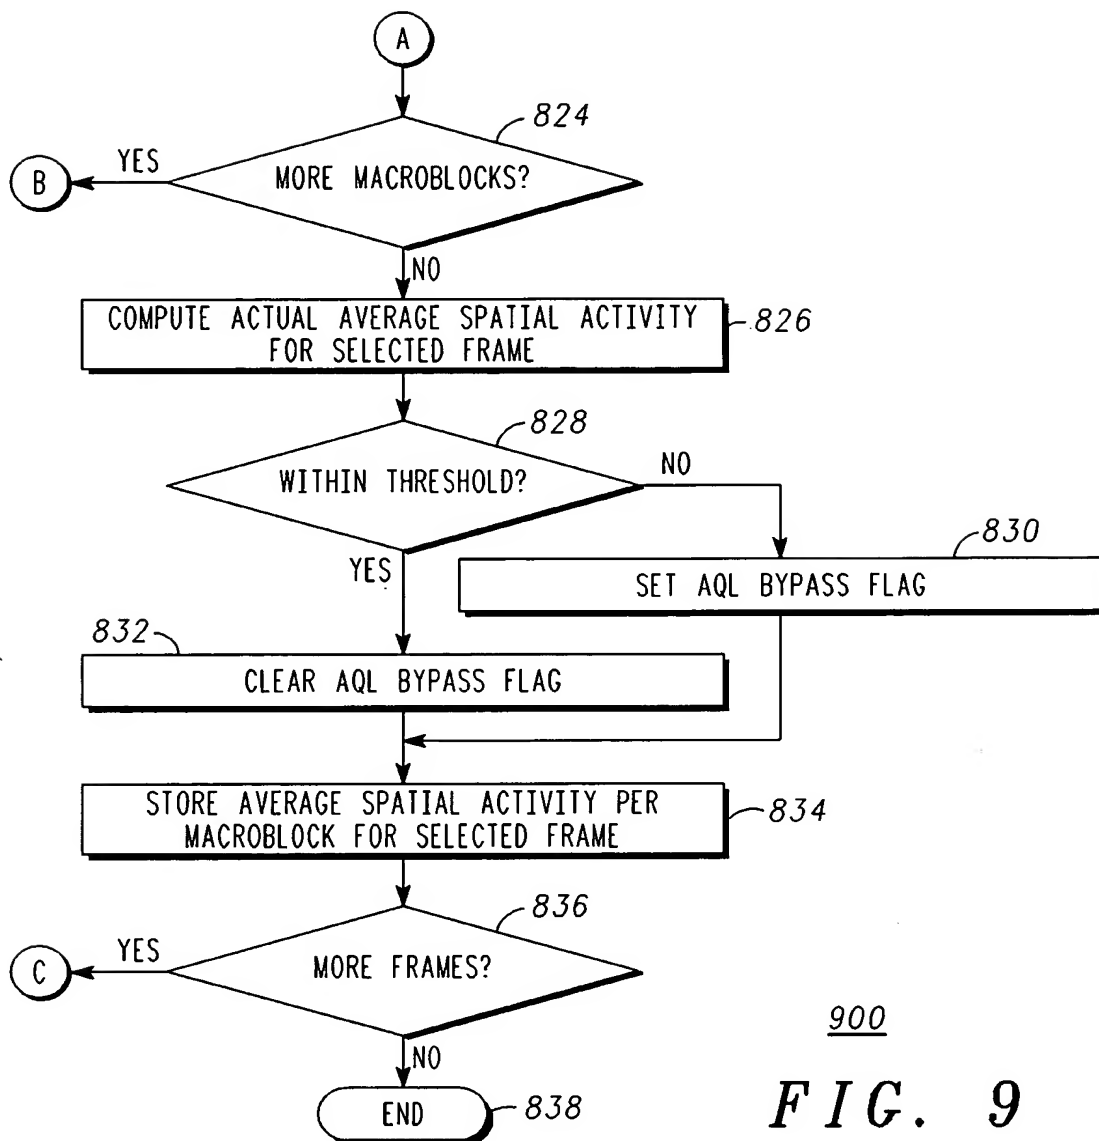 A
824
YES
B
MORE MACROBLOCKS?
NO
COMPUTE ACTUAL AVERAGE SPATIAL ACTIVITY
FOR SELECTED FRAME
826
828
WITHIN THRESHOLD?
NO
YES
830
SET AQL BYPASS FLAG
832
CLEAR AQL BYPASS FLAG
STORE AVERAGE SPATIAL ACTIVITY PER
MACROBLOCK FOR SELECTED FRAME
834
836
YES
C
MORE FRAMES?
NO
END
838
900
FIG. 9